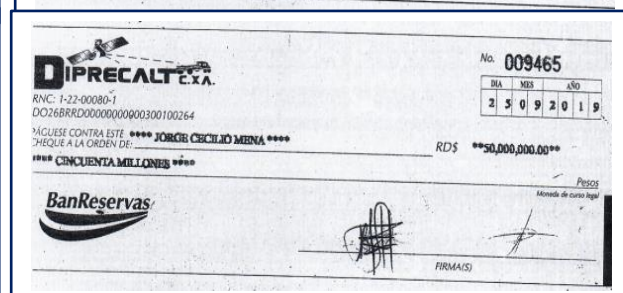 DIPRECALT C.X.A.
No. 009465
DIA MES AÑO
2 5 0 9 2 0 1 9
RNC: 1-22-00080-1
DO26BRRD00000000900300100264
PÁGUESE CONTRA ESTE
CHEQUE A LA ORDEN DE: **** JORGE CECILIO MENA **** RD$ **50,000,000.00**
**** CINCUENTA MILLONES ****
Pesos
Moneda de curso legal
BanReservas
FIRMA(S)